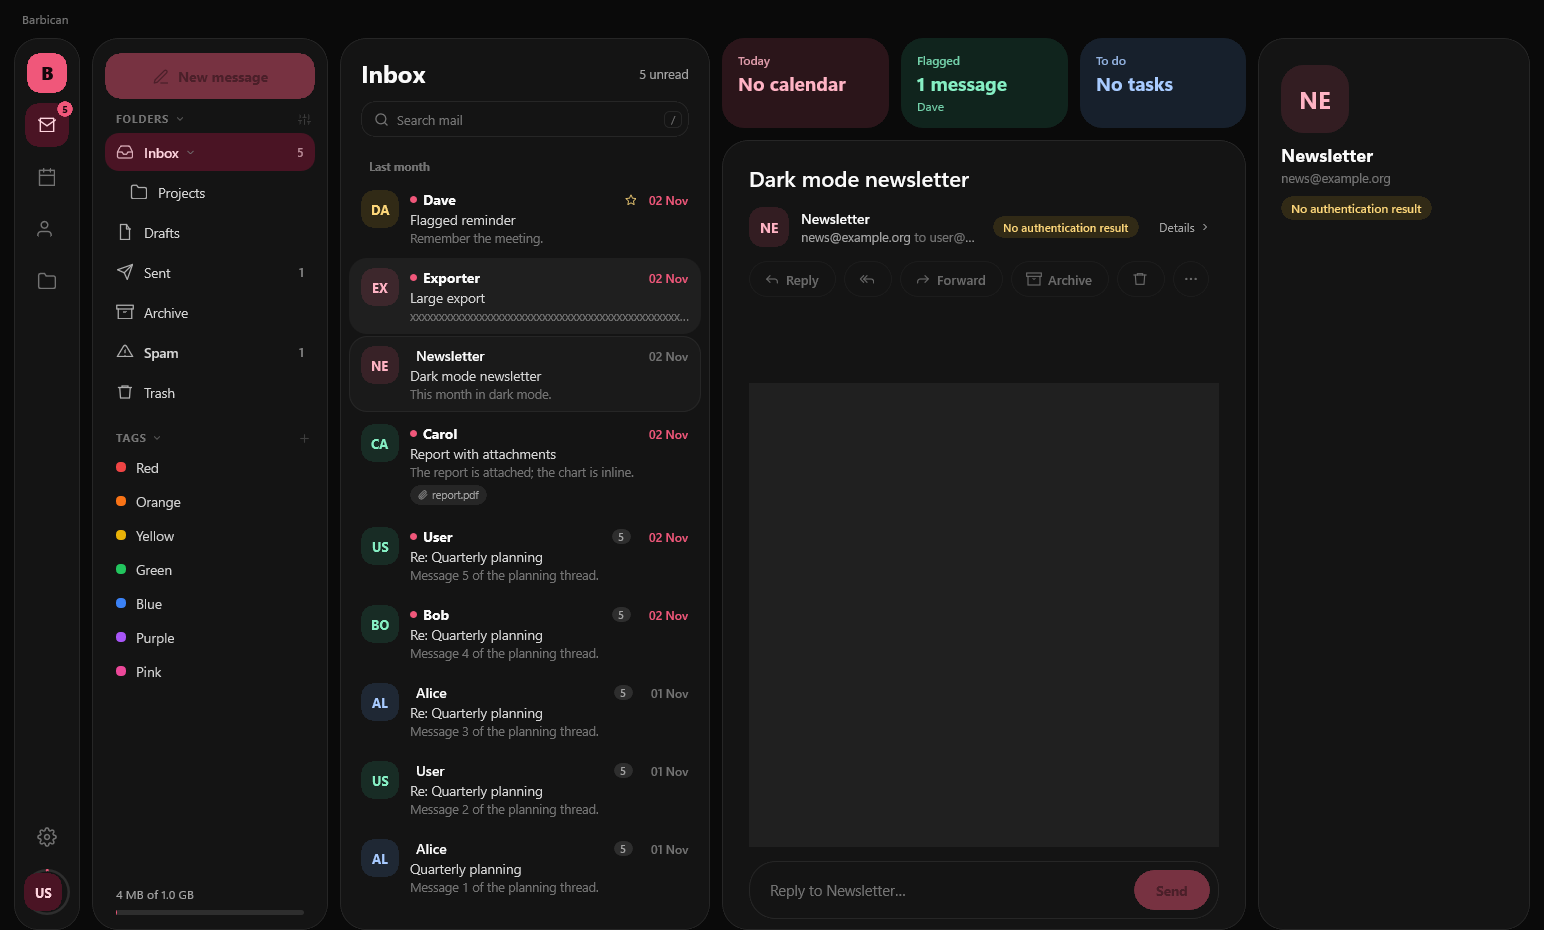 Barbican
B
5
New message
FOLDERS
Inbox 5
Projects
Drafts
Sent 1
Archive
Spam 1
Trash
TAGS
Red
Orange
Yellow
Green
Blue
Purple
Pink
4 MB of 1.0 GB
US
Inbox 5 unread
Search mail /
Last month
DA Dave 02 Nov
Flagged reminder
Remember the meeting.
EX Exporter 02 Nov
Large export
NE Newsletter 02 Nov
Dark mode newsletter
This month in dark mode.
CA Carol 02 Nov
Report with attachments
The report is attached; the chart is inline.
report.pdf
US User 5 02 Nov
Re: Quarterly planning
Message 5 of the planning thread.
BO Bob 5 02 Nov
Re: Quarterly planning
Message 4 of the planning thread.
AL Alice 5 01 Nov
Re: Quarterly planning
Message 3 of the planning thread.
US User 5 01 Nov
Re: Quarterly planning
Message 2 of the planning thread.
AL Alice 5 01 Nov
Quarterly planning
Message 1 of the planning thread.
Today
No calendar
Flagged
1 message
Dave
To do
No tasks
Dark mode newsletter
NE Newsletter
news@example.org to user@...
No authentication result
Details
Reply
Forward
Archive
Reply to Newsletter...
Send
NE
Newsletter
news@example.org
No authentication result